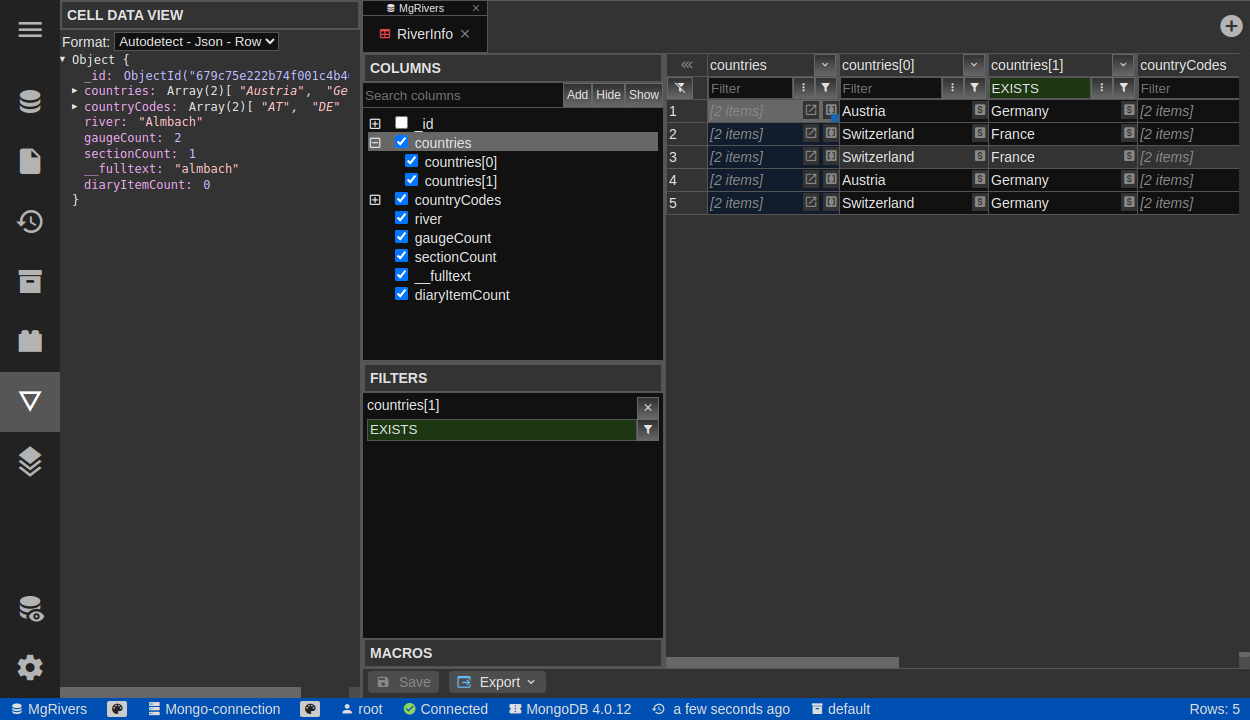 CELL DATA VIEW
Format: Autodetect - Json - Row
Object {
_id: ObjectId("679c75e222b74f001c4b4
countries: Array(2)[ "Austria", "Ge
countryCodes: Array(2)[ "AT", "DE"
river: "Almbach"
gaugeCount: 2
sectionCount: 1
__fulltext: "almbach"
diaryItemCount: 0
}
MgRivers
RiverInfo
COLUMNS
Search columns Add Hide Show
_id
countries
countries[0]
countries[1]
countryCodes
river
gaugeCount
sectionCount
__fulltext
diaryItemCount
FILTERS
countries[1]
EXISTS
MACROS
countries countries[0] countries[1] countryCodes
Filter Filter EXISTS Filter
1 [2 items] Austria Germany [2 items]
2 [2 items] Switzerland France [2 items]
3 [2 items] Switzerland France [2 items]
4 [2 items] Austria Germany [2 items]
5 [2 items] Switzerland Germany [2 items]
Save Export
MgRivers Mongo-connection root Connected MongoDB 4.0.12 a few seconds ago default Rows: 5